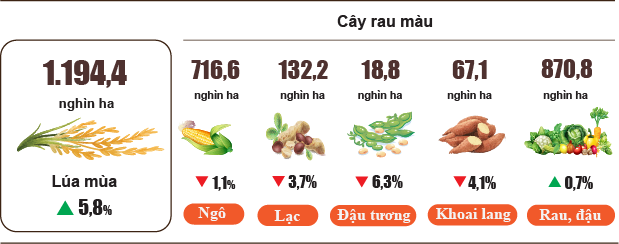 Cây rau màu
1.194,4
nghìn ha
Lúa mùa
5,8%
716,6
nghìn ha
1,1%
Ngô
132,2
nghìn ha
3,7%
Lạc
18,8
nghìn ha
6,3%
Đậu tương
67,1
nghìn ha
4,1%
Khoai lang
870,8
nghìn ha
0,7%
Rau, đậu